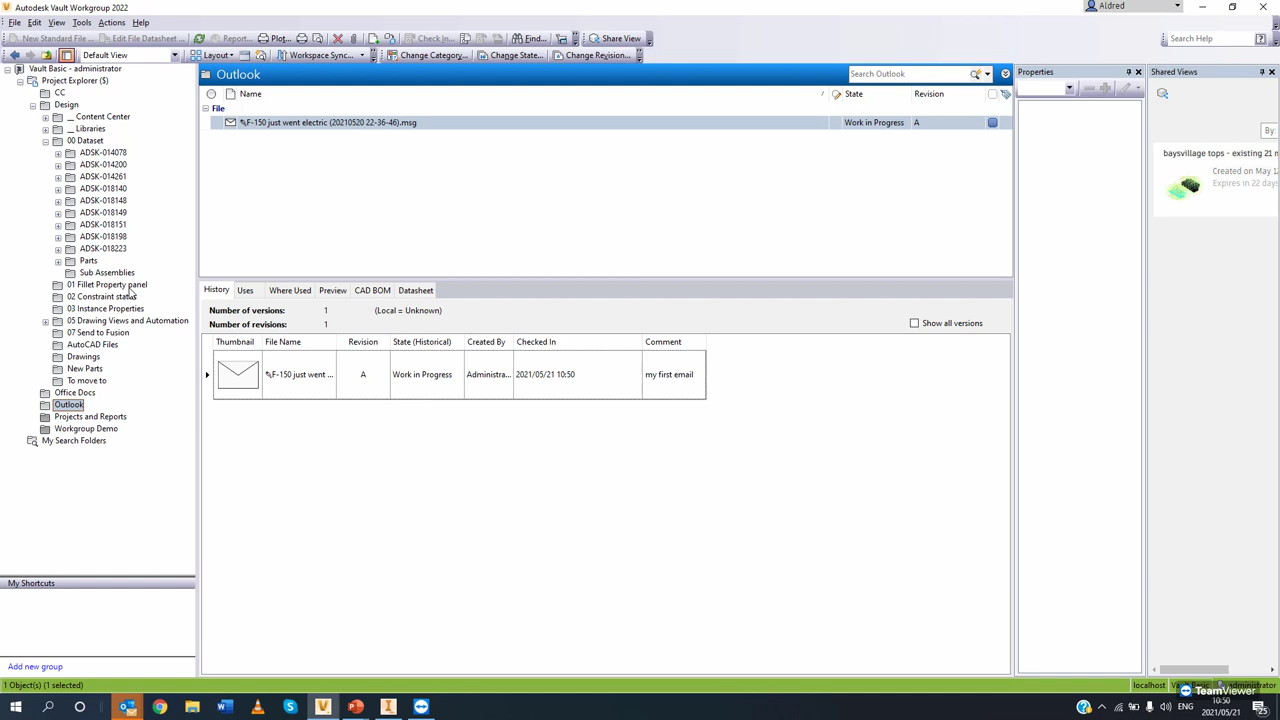 Autodesk Vault Workgroup 2022
Aldred
File Edit View Tools Actions Help
New Standard File... Edit File Datasheet... Report... Plot... Check In... Find... Share View
Search Help
Default View Layout Workspace Sync... Change Category... Change State... Change Revision...
Vault Basic - administrator
Project Explorer ($)
CC
Design
__ Content Center
__ Libraries
00 Dataset
ADSK-014078
ADSK-014200
ADSK-014261
ADSK-018140
ADSK-018148
ADSK-018149
ADSK-018151
ADSK-018198
ADSK-018223
Parts
Sub Assemblies
01 Fillet Property panel
02 Constraint status
03 Instance Properties
05 Drawing Views and Automation
07 Send to Fusion
AutoCAD Files
Drawings
New Parts
To move to
Office Docs
Outlook
Projects and Reports
Workgroup Demo
My Search Folders
My Shortcuts
Add new group
Outlook
Search Outlook
Name State Revision
File
F-150 just went electric (20210520 22-36-46).msg Work in Progress A
History Uses Where Used Preview CAD BOM Datasheet
Number of versions: 1 (Local = Unknown)
Number of revisions: 1
Show all versions
Thumbnail File Name Revision State (Historical) Created By Checked In Comment
F-150 just went ... A Work in Progress Administra... 2021/05/21 10:50 my first email
Properties
Shared Views
By:
baysvillage tops - existing 21 m
Created on May 1
Expires in 22 days
1 Object(s) (1 selected)
localhost Vault Basic administrator
TeamViewer
ENG
10:50
2021/05/21
25